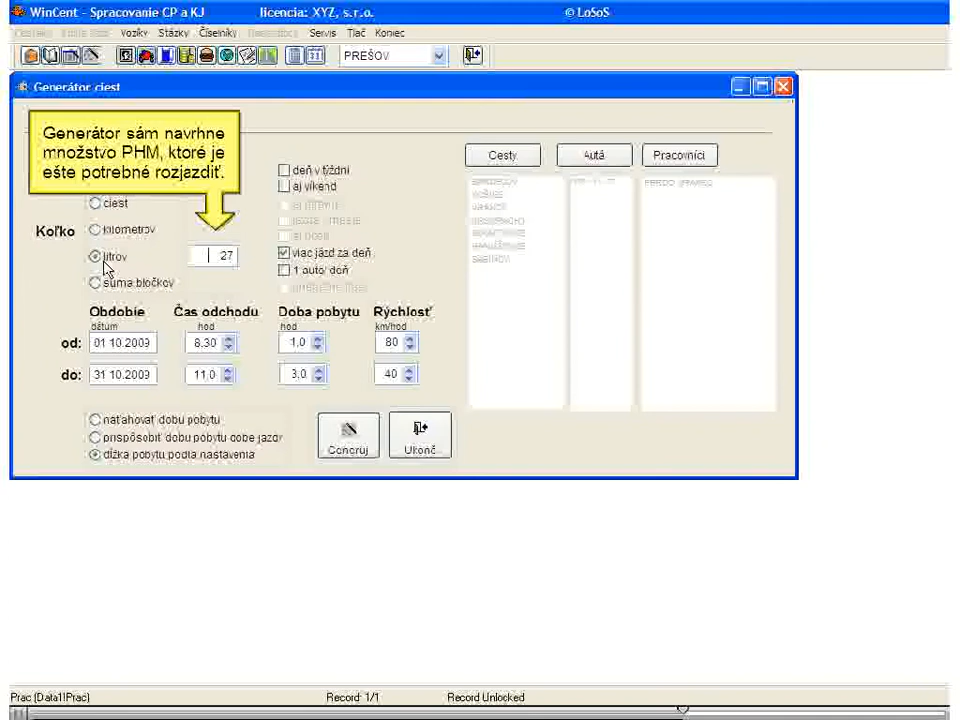 WinCent - Spracovanie CP a KJ licencia: XYZ, s.r.o. © LoSoS
Vozíky Stázky Číselníky Servis Tlač Koniec
PREŠOV
Generátor ciest
Generátor sám navrhne
množstvo PHM, ktoré je
ešte potrebné rozjazdiť.
Cesty Autá Pracovníci
deň v týždni
aj víkend
ciest
Koľko kilometrov
litrov 27
viac jázd za deň
1 auto/ deň
suma bločkov
Obdobie Čas odchodu Doba pobytu Rýchlosť
dátum hod hod km/hod
od: 01.10.2009 8.30 1.0 80
do: 31.10.2009 11.0 3.0 40
naťahovať dobu pobytu
prispôsobiť dobu pobytu dobe jázd
dĺžka pobytu podľa nastavenia
Generuj Ukonč
Prac (Data1!Prac) Record: 1/1 Record Unlocked